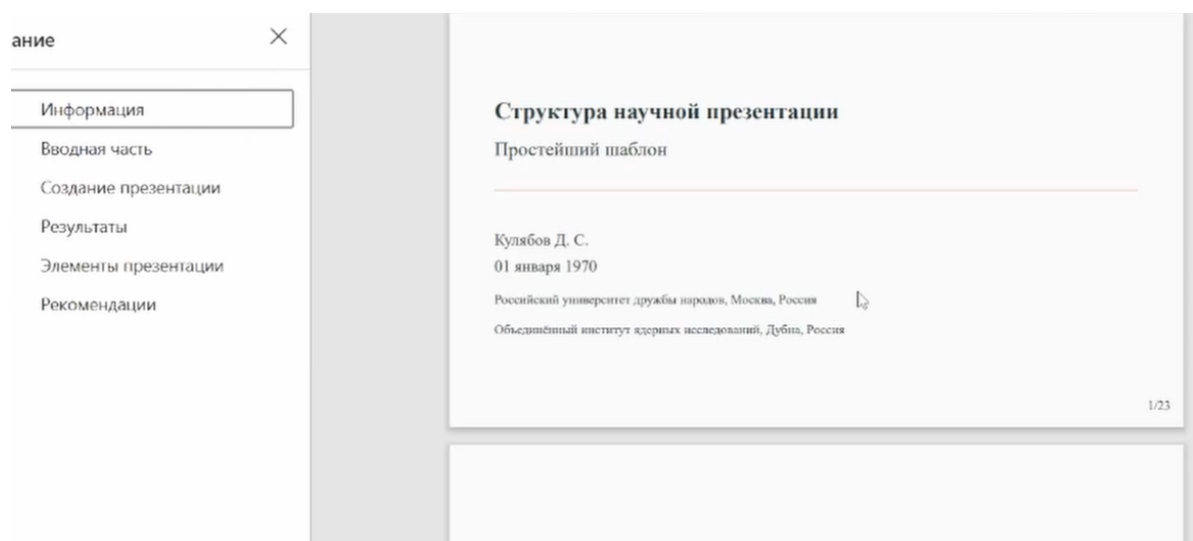 ание
Информация
Вводная часть
Создание презентации
Результаты
Элементы презентации
Рекомендации
Структура научной презентации
Простейший шаблон
Кулябов Д. С.
01 января 1970
Российский университет дружбы народов, Москва, Россия
Объединённый институт ядерных исследований, Дубна, Россия
1/23